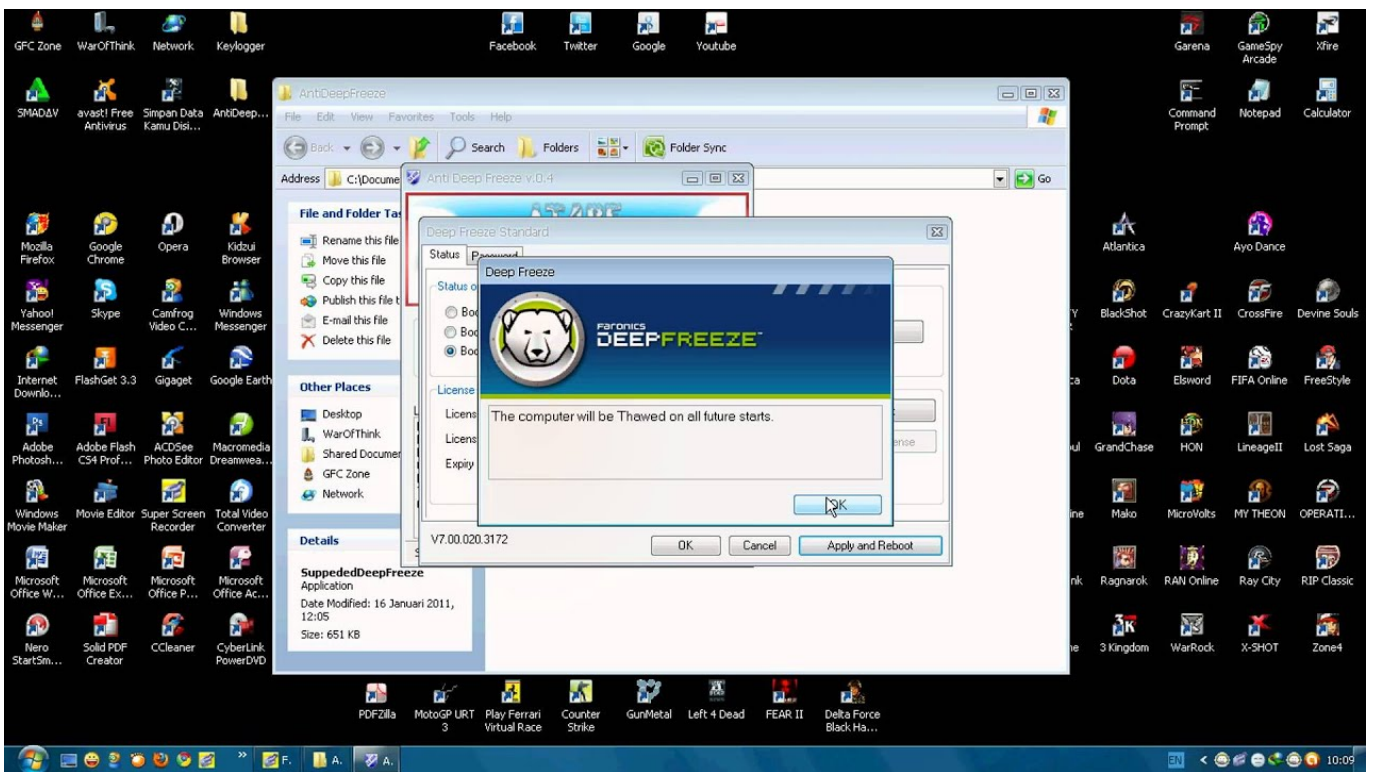 GFC Zone
WarOfThink
Network
Keylogger
Facebook
Twitter
Google
Youtube
Garena
GameSpy
Arcade
Xfire
SMADAV
avast! Free
Antivirus
Simpan Data
Kamu Disi...
AntiDeep...
Command
Prompt
Notepad
Calculator
AntiDeepFreeze
File Edit View Favorites Tools Help
Back Search Folders Folder Sync
Address C:\Docume Go
Anti Deep Freeze v.0.4
File and Folder Tas
Rename this file
Move this file
Copy this file
Publish this file t
E-mail this file
Delete this file
Other Places
Desktop
WarOfThink
Shared Documen
GFC Zone
Network
Details
SuppededDeepFreeze
Application
Date Modified: 16 Januari 2011,
12:05
Size: 651 KB
Deep Freeze Standard
Status Password
Status o
Boo
Boo
Boo
License
Licens
Licens
Expiry
ense
V7.00.020.3172
OK Cancel Apply and Reboot
Deep Freeze
FARONICS
DEEPFREEZE
The computer will be Thawed on all future starts.
OK
Mozilla
Firefox
Google
Chrome
Opera
Kidzui
Browser
Yahoo!
Messenger
Skype
Camfrog
Video C...
Windows
Messenger
Internet
Downlo...
FlashGet 3.3
Gigaget
Google Earth
Adobe
Photosh...
Adobe Flash
CS4 Prof...
ACDSee
Photo Editor
Macromedia
Dreamwea...
Windows
Movie Maker
Movie Editor
Super Screen
Recorder
Total Video
Converter
Microsoft
Office W...
Microsoft
Office Ex...
Microsoft
Office P...
Microsoft
Office Ac...
Nero
StartSm...
Solid PDF
Creator
CCleaner
CyberLink
PowerDVD
Atlantica
Ayo Dance
BlackShot
CrazyKart II
CrossFire
Devine Souls
Dota
Elsword
FIFA Online
FreeStyle
GrandChase
HON
LineageII
Lost Saga
Mako
MicroVolts
MY THEON
OPERATI...
Ragnarok
RAN Online
Ray City
RIP Classic
3 Kingdom
WarRock
X-SHOT
Zone4
PDFZilla
MotoGP URT
3
Play Ferrari
Virtual Race
Counter
Strike
GunMetal
Left 4 Dead
FEAR II
Delta Force
Black Ha...
F. A. A.
EN 10:09